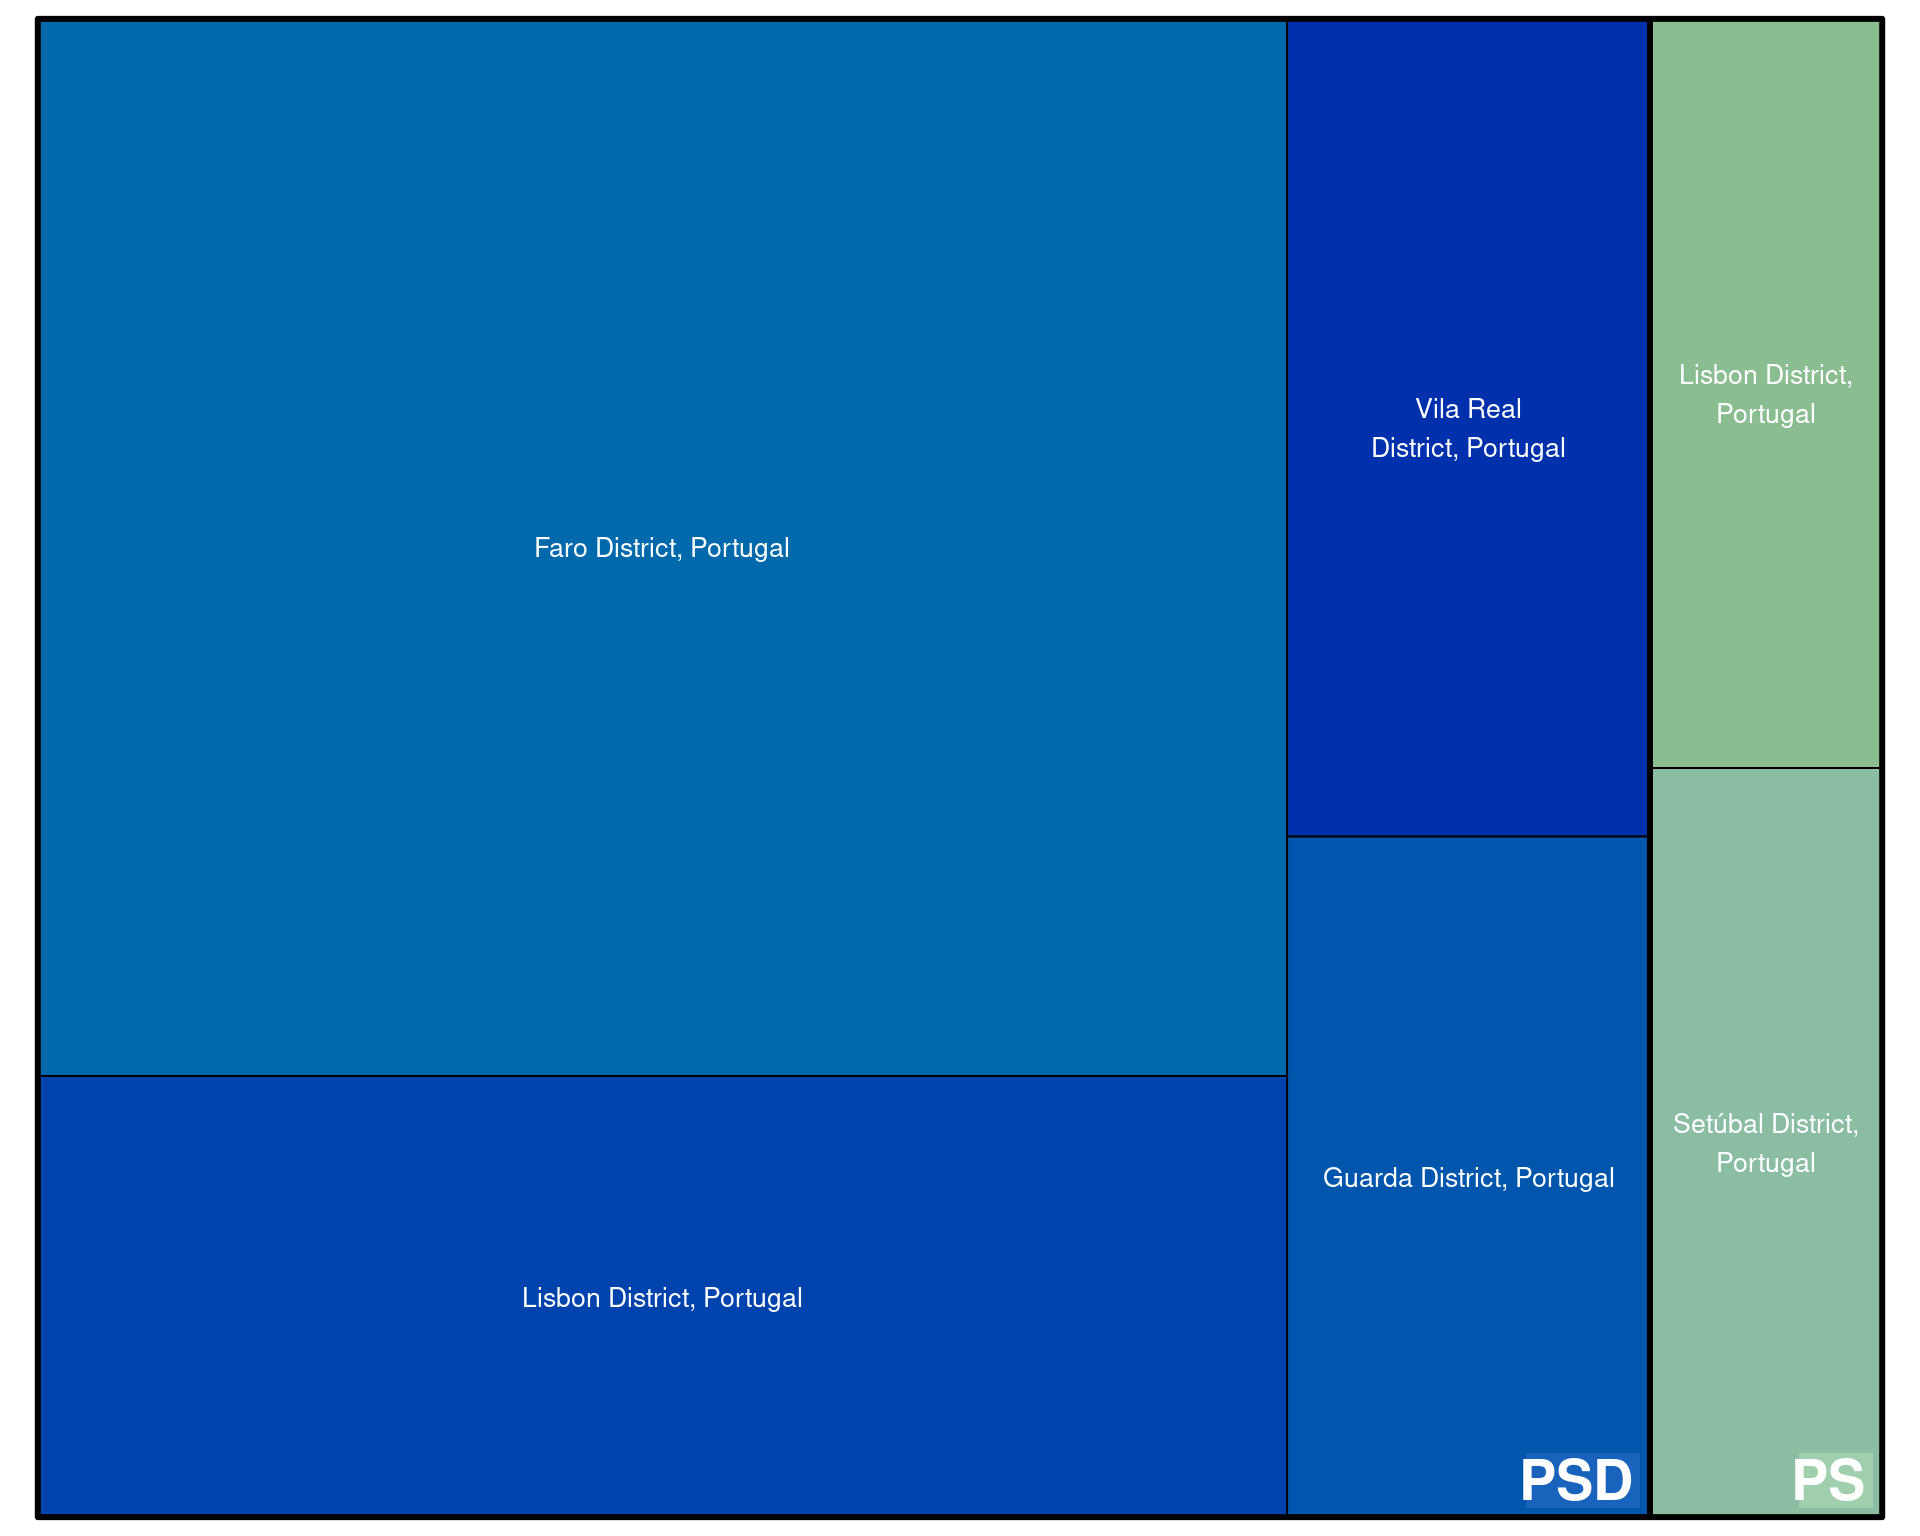 Faro District, Portugal
Lisbon District, Portugal
Vila Real
District, Portugal
Guarda District, Portugal
PSD
Lisbon District,
Portugal
Setúbal District,
Portugal
PS